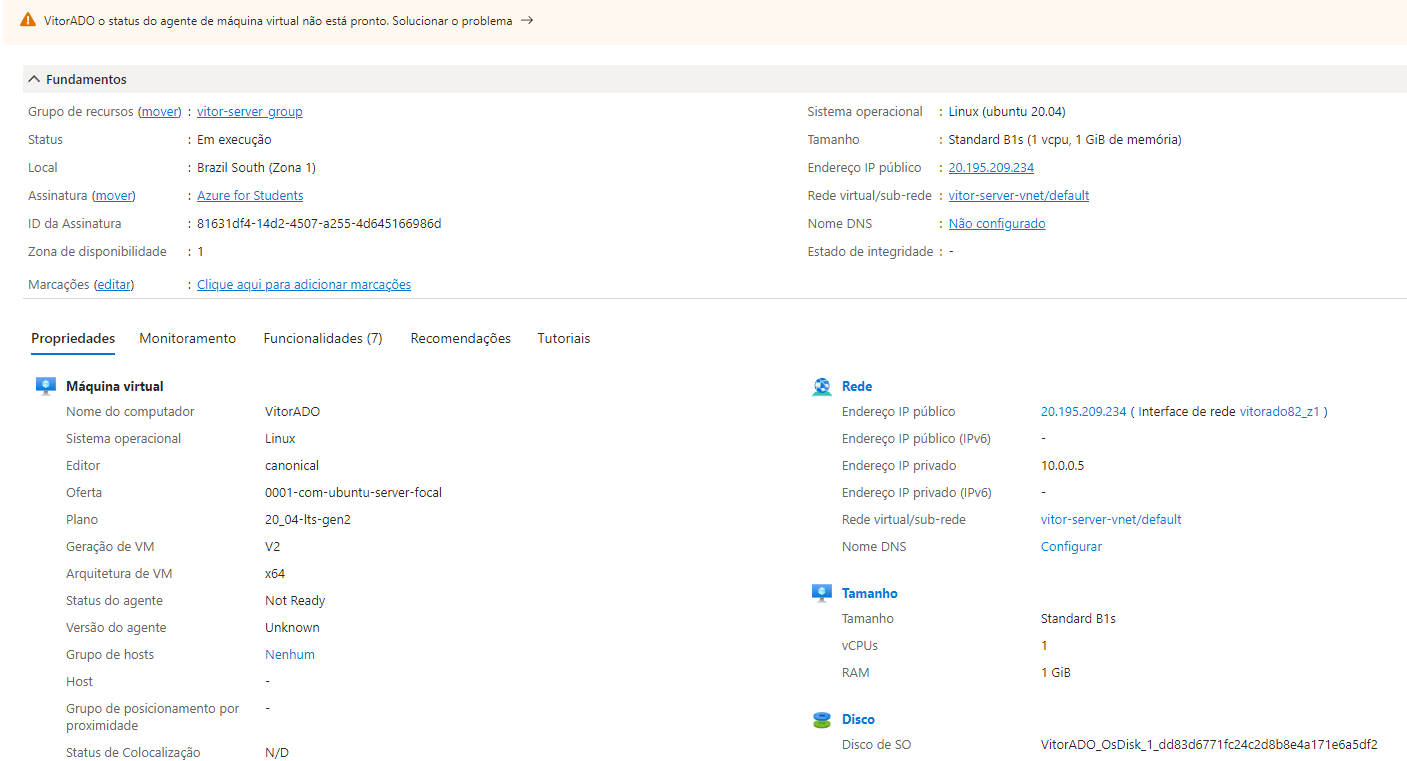 VitorADO o status do agente de máquina virtual não está pronto. Solucionar o problema →
Fundamentos
Grupo de recursos (mover) : vitor-server_group
Status : Em execução
Local : Brazil South (Zona 1)
Assinatura (mover) : Azure for Students
ID da Assinatura : 81631df4-14d2-4507-a255-4d645166986d
Zona de disponibilidade : 1
Marcações (editar) : Clique aqui para adicionar marcações
Sistema operacional : Linux (ubuntu 20.04)
Tamanho : Standard B1s (1 vcpu, 1 GiB de memória)
Endereço IP público : 20.195.209.234
Rede virtual/sub-rede : vitor-server-vnet/default
Nome DNS : Não configurado
Estado de integridade : -
Propriedades Monitoramento Funcionalidades (7) Recomendações Tutoriais
Máquina virtual
Nome do computador VitorADO
Sistema operacional Linux
Editor canonical
Oferta 0001-com-ubuntu-server-focal
Plano 20_04-lts-gen2
Geração de VM V2
Arquitetura de VM x64
Status do agente Not Ready
Versão do agente Unknown
Grupo de hosts Nenhum
Host -
Grupo de posicionamento por -
proximidade
Status de Colocalização N/D
Rede
Endereço IP público 20.195.209.234 ( Interface de rede vitorado82_z1 )
Endereço IP público (IPv6) -
Endereço IP privado 10.0.0.5
Endereço IP privado (IPv6) -
Rede virtual/sub-rede vitor-server-vnet/default
Nome DNS Configurar
Tamanho
Tamanho Standard B1s
vCPUs 1
RAM 1 GiB
Disco
Disco de SO VitorADO_OsDisk_1_dd83d6771fc24c2d8b8e4a171e6a5df2